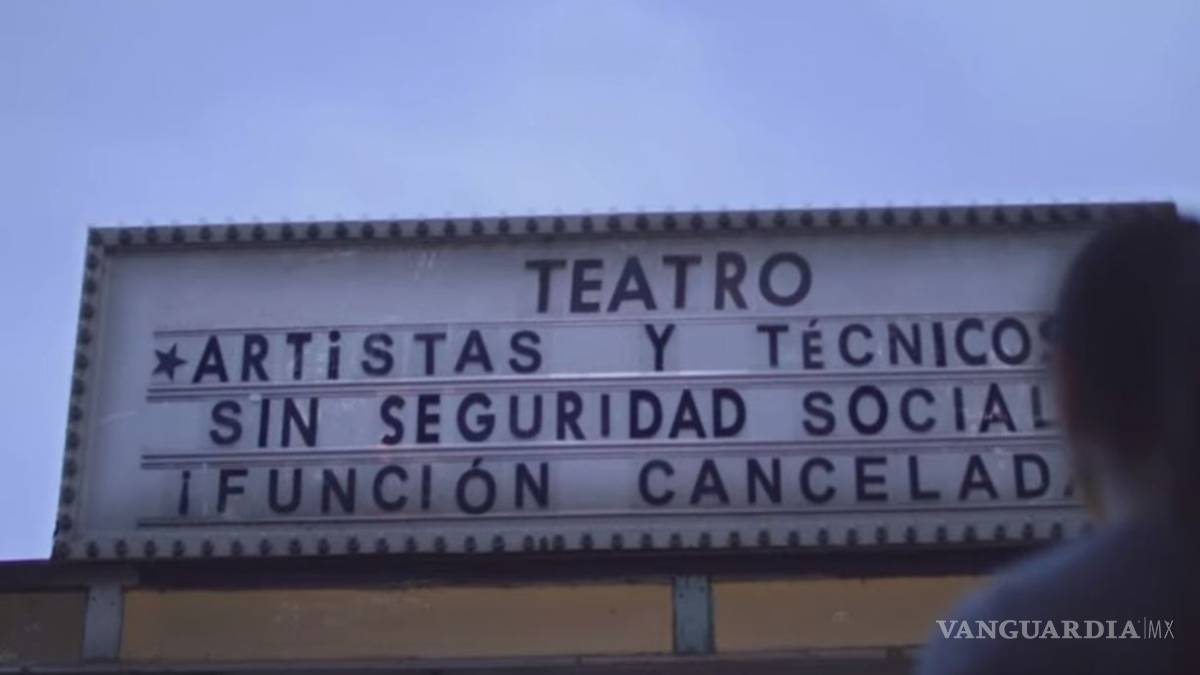 TEATRO
★ARTiSTAS Y TÉCNICOS
SIN SEGURIDAD SOCIAL
¡FUNCIÓN CANCELADA
VANGUARDIA|MX